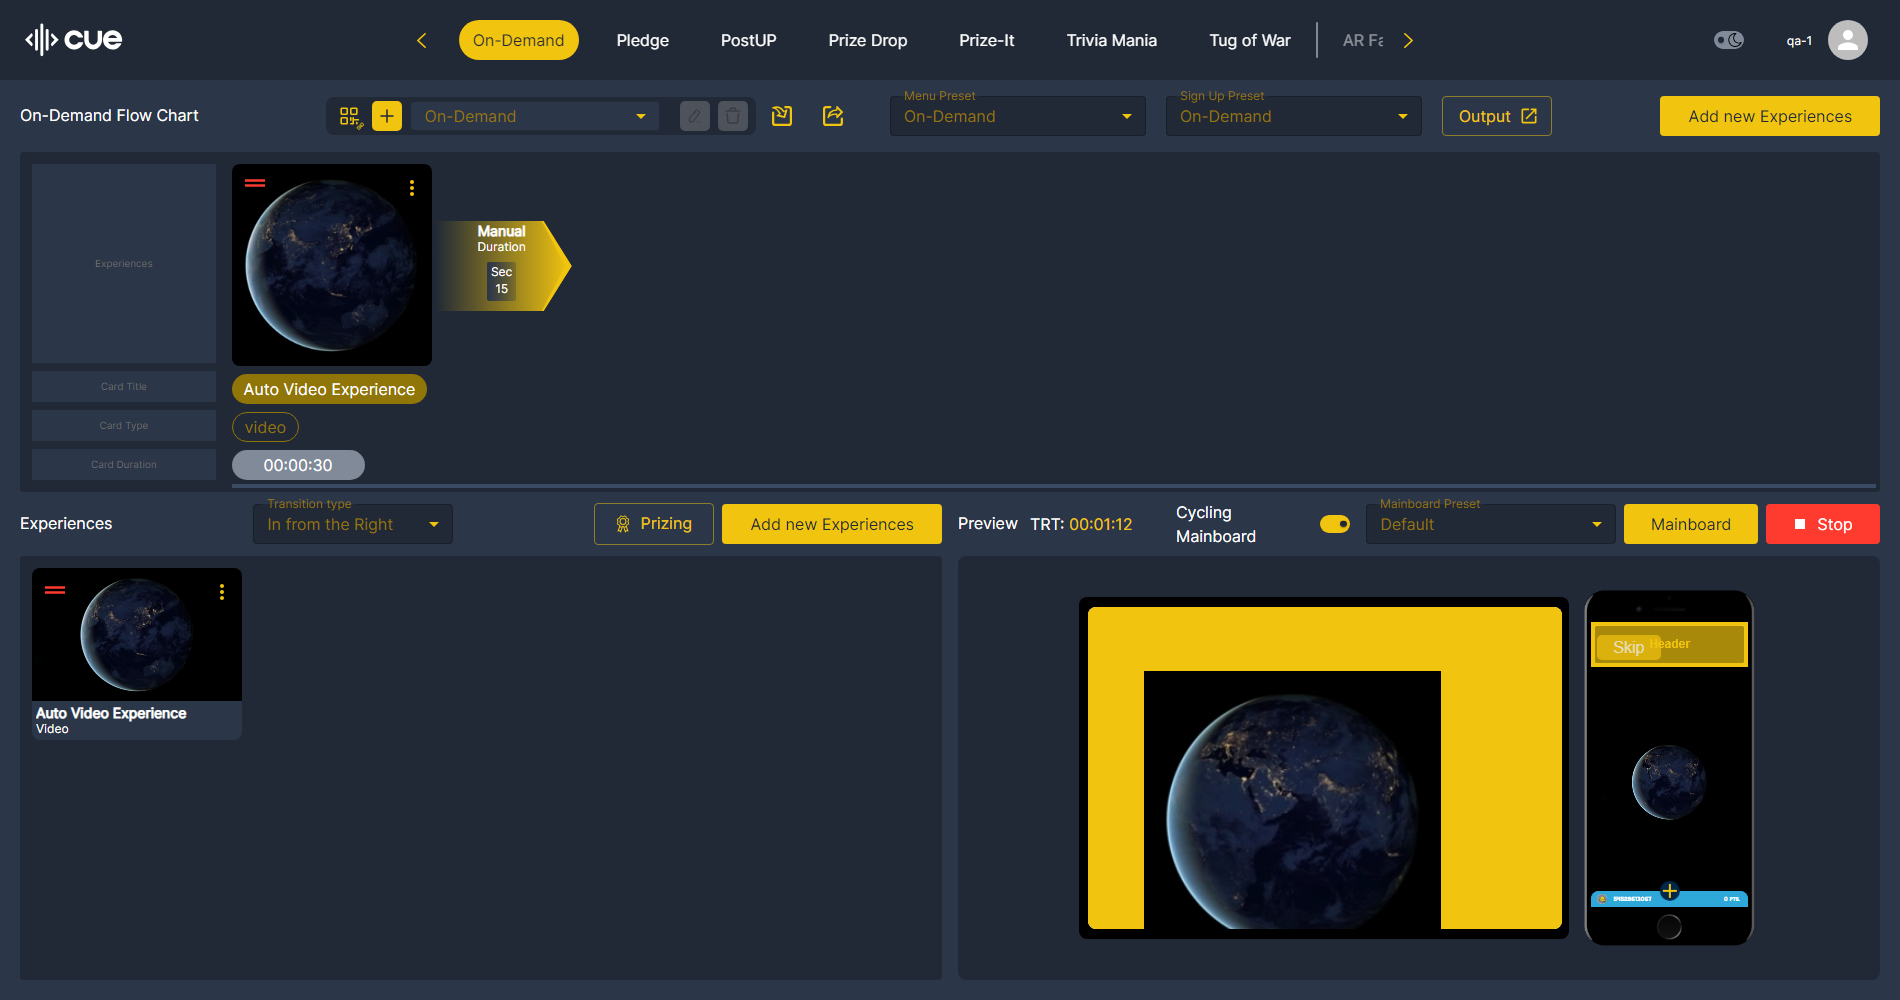 cue
On-Demand
Pledge
PostUP
Prize Drop
Prize-It
Trivia Mania
Tug of War
AR Fa
qa-1
On-Demand Flow Chart
On-Demand
Menu Preset
On-Demand
Sign Up Preset
On-Demand
Output
Add new Experiences
Experiences
Manual
Duration
Sec
15
Card Title
Auto Video Experience
Card Type
video
Card Duration
00:00:30
Experiences
Transition type
In from the Right
Prizing
Add new Experiences
Preview TRT: 00:01:12
Cycling
Mainboard
Mainboard Preset
Default
Mainboard
Stop
Auto Video Experience
Video
Skip
Header
0 PTS.